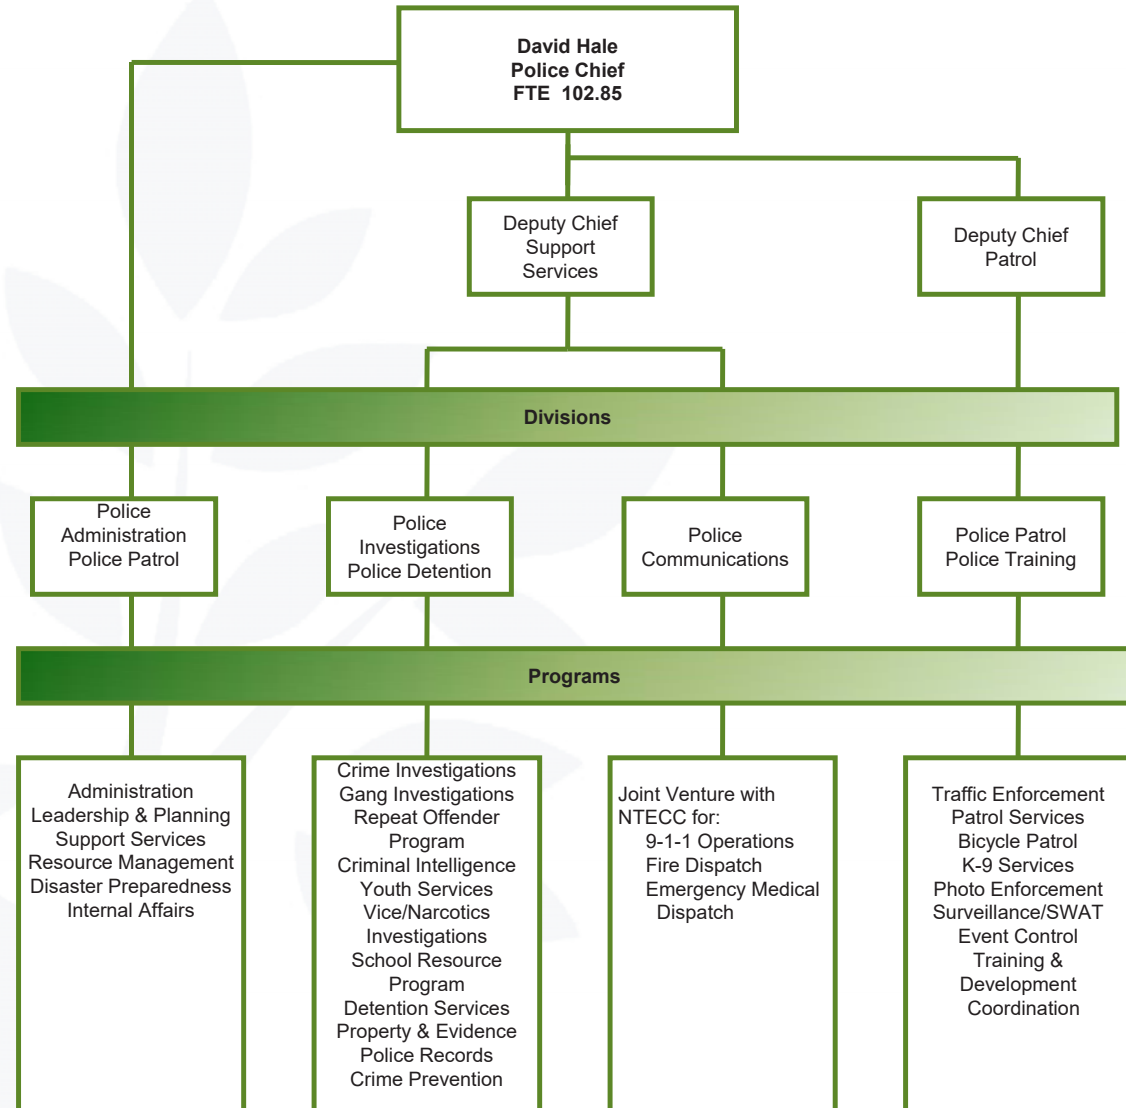 David Hale
Police Chief
FTE 102.85
Deputy Chief
Support
Services
Deputy Chief
Patrol
Divisions
Police
Administration
Police Patrol
Police
Investigations
Police Detention
Police
Communications
Police Patrol
Police Training
Programs
Administration
Leadership & Planning
Support Services
Resource Management
Disaster Preparedness
Internal Affairs
Crime Investigations
Gang Investigations
Repeat Offender
Program
Criminal Intelligence
Youth Services
Vice/Narcotics
Investigations
School Resource
Program
Detention Services
Property & Evidence
Police Records
Crime Prevention
Joint Venture with
NTECC for:
9-1-1 Operations
Fire Dispatch
Emergency Medical
Dispatch
Traffic Enforcement
Patrol Services
Bicycle Patrol
K-9 Services
Photo Enforcement
Surveillance/SWAT
Event Control
Training &
Development
Coordination